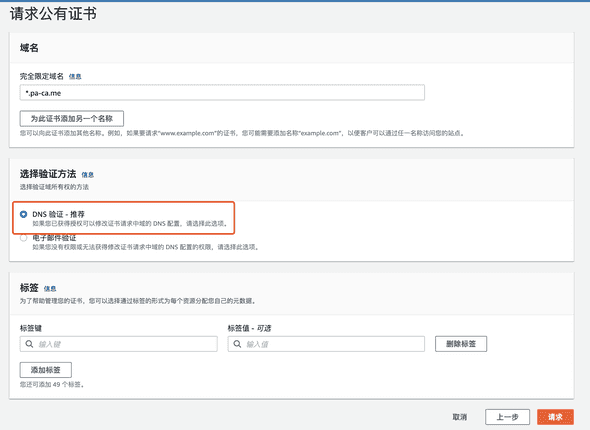 请求公有证书
域名
完全限定域名 信息
*.pa-ca.me
为此证书添加另一个名称
您可以向此证书添加其他名称。例如，如果要请求"www.example.com"的证书，您可能需要添加名称"example.com"，以便客户可以通过任一名称访问您的站点。
选择验证方法 信息
选择验证域所有权的方法
DNS 验证 - 推荐
如果您已获得授权可以修改证书请求中域的 DNS 配置，请选择此选项。
电子邮件验证
如果您没有权限或无法获得修改证书请求中域的 DNS 配置的权限，请选择此选项。
标签 信息
为了帮助管理您的证书，您可以选择通过标签的形式为每个资源分配您自己的元数据。
标签键 标签值 - 可选
输入键 输入值 删除标签
添加标签
您还可添加 49 个标签。
取消 上一步 请求